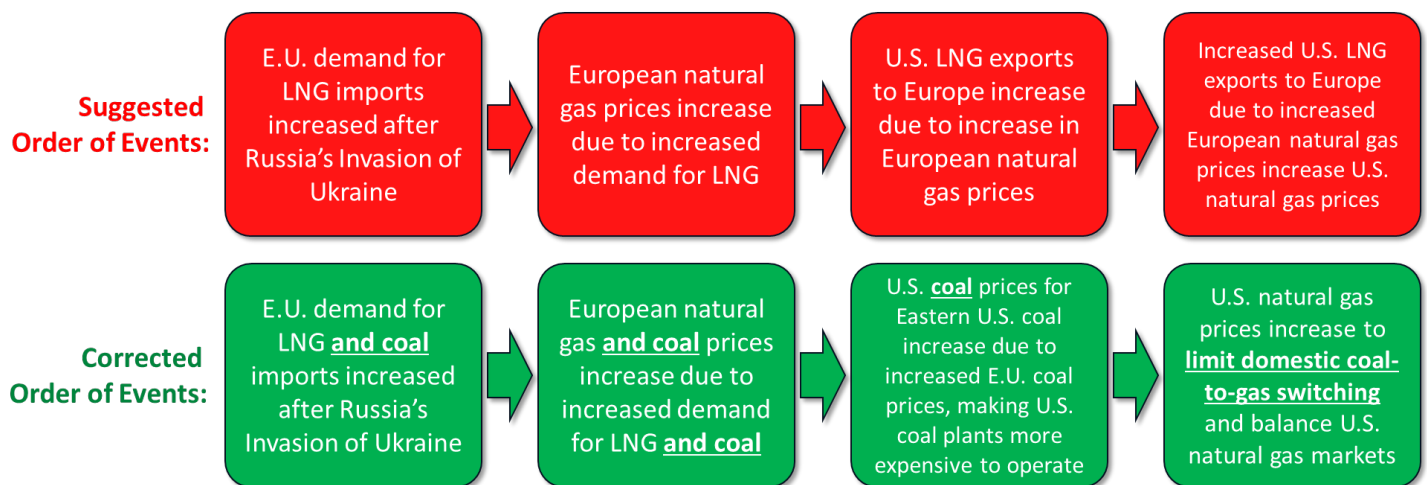 Suggested
Order of Events:
E.U. demand for
LNG imports
increased after
Russia's Invasion of
Ukraine
European natural
gas prices increase
due to increased
demand for LNG
U.S. LNG exports
to Europe increase
due to increase in
European natural
gas prices
Increased U.S. LNG
exports to Europe
due to increased
European natural gas
prices increase U.S.
natural gas prices
Corrected
Order of Events:
E.U. demand for
LNG and coal
imports increased
after Russia's
Invasion of Ukraine
European natural
gas and coal prices
increase due to
increased demand
for LNG and coal
U.S. coal prices for
Eastern U.S. coal
increase due to
increased E.U. coal
prices, making U.S.
coal plants more
expensive to operate
U.S. natural gas
prices increase to
limit domestic coal-
to-gas switching
and balance U.S.
natural gas markets